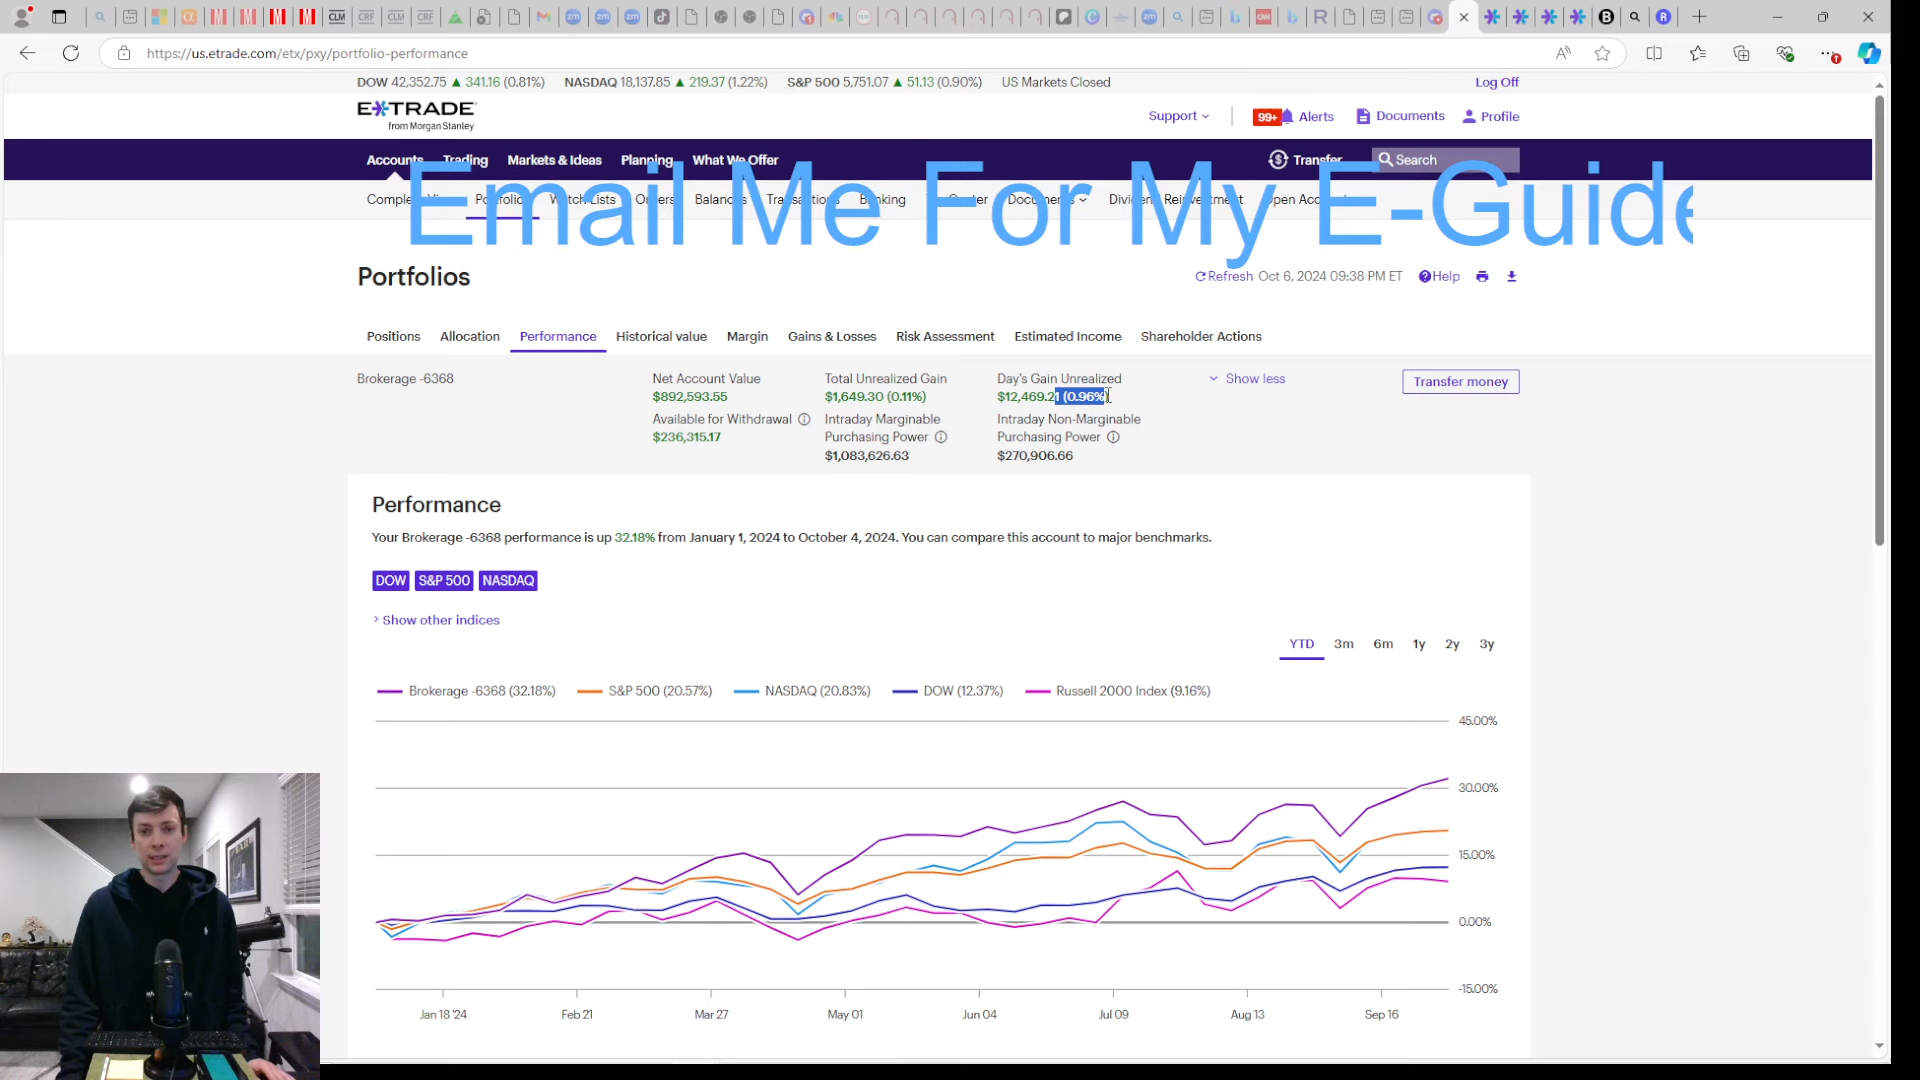 CLM
CRF
CLM
CRF
CNN
https://us.etrade.com/etx/pxy/portfolio-performance
DOW 42,352.75 ▲ 341.16 (0.81%) NASDAQ 18,137.85 ▲ 219.37 (1.22%) S&P 500 5,751.07 ▲ 51.13 (0.90%) US Markets Closed Log Off
E*TRADE
from Morgan Stanley
Support 99+ Alerts Documents Profile
Accounts Trading Markets & Ideas Planning What We Offer Transfer Search
Email Me For My E-Guide
Portfolios
Refresh Oct 6, 2024 09:38 PM ET Help
Positions Allocation Performance Historical value Margin Gains & Losses Risk Assessment Estimated Income Shareholder Actions
Brokerage -6368 Net Account Value Total Unrealized Gain Day's Gain Unrealized Show less Transfer money
$892,593.55 $1,649.30 (0.11%) $12,469.21 (0.96%)
Available for Withdrawal Intraday Marginable Intraday Non-Marginable
$236,315.17 Purchasing Power Purchasing Power
$1,083,626.63 $270,906.66
Performance
Your Brokerage -6368 performance is up 32.18% from January 1, 2024 to October 4, 2024. You can compare this account to major benchmarks.
DOW S&P 500 NASDAQ
Show other indices
YTD 3m 6m 1y 2y 3y
Brokerage -6368 (32.18%) S&P 500 (20.57%) NASDAQ (20.83%) DOW (12.37%) Russell 2000 Index (9.16%)
45.00%
30.00%
15.00%
0.00%
-15.00%
Jan 18 '24 Feb 21 Mar 27 May 01 Jun 04 Jul 09 Aug 13 Sep 16